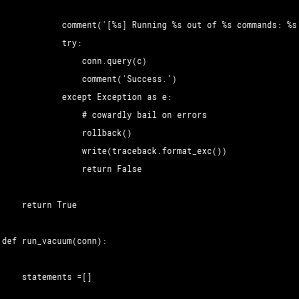 comment('[%s] Running %s out of %s commands: %s
try:
conn.query(c)
comment('Success.')
except Exception as e:
# cowardly bail on errors
rollback()
write(traceback.format_exc())
return False
return True
def run_vacuum(conn):
statements =[]